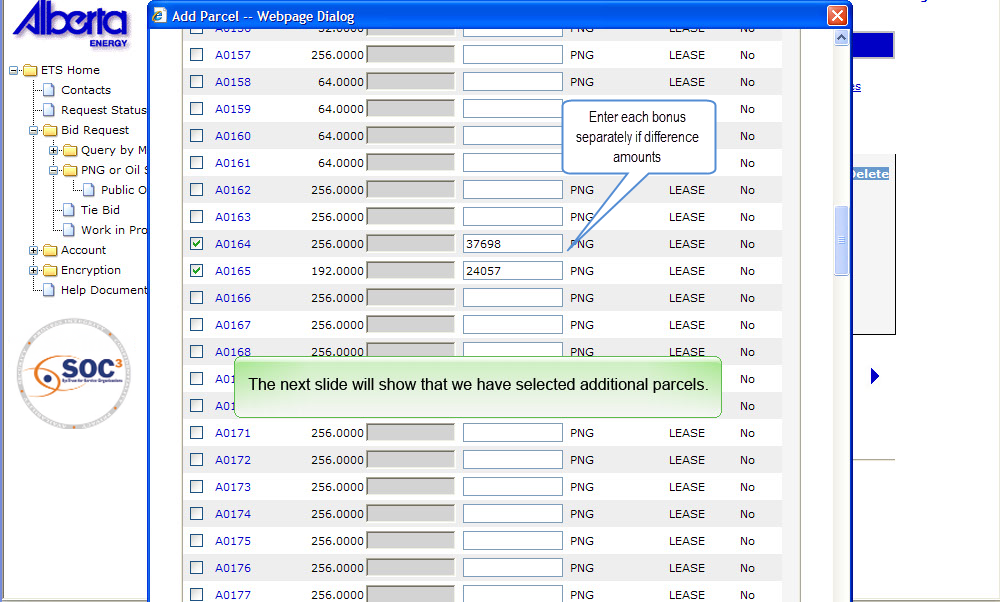 Alberta
ENERGY
ETS Home
Contacts
Request Status
Bid Request
Query by M
PNG or Oil S
Public O
Tie Bid
Work in Pro
Account
Encryption
Help Document
SOC3
Add Parcel -- Webpage Dialog
A0157 256.0000 PNG LEASE No
A0158 64.0000 PNG LEASE No
A0159 64.0000 LEASE No
A0160 64.0000 LEASE No
A0161 64.0000 LEASE No
A0162 256.0000 PNG LEASE No
A0163 256.0000 PNG LEASE No
A0164 256.0000 37698 PNG LEASE No
A0165 192.0000 24057 PNG LEASE No
A0166 256.0000 PNG LEASE No
A0167 256.0000 PNG LEASE No
A0168 256.0000 PNG LEASE No
No
No
A0171 256.0000 PNG LEASE No
A0172 256.0000 PNG LEASE No
A0173 256.0000 PNG LEASE No
A0174 256.0000 PNG LEASE No
A0175 256.0000 PNG LEASE No
A0176 256.0000 PNG LEASE No
A0177 256.0000 PNG LEASE No
Enter each bonus
separately if difference
amounts
The next slide will show that we have selected additional parcels.
es
Delete